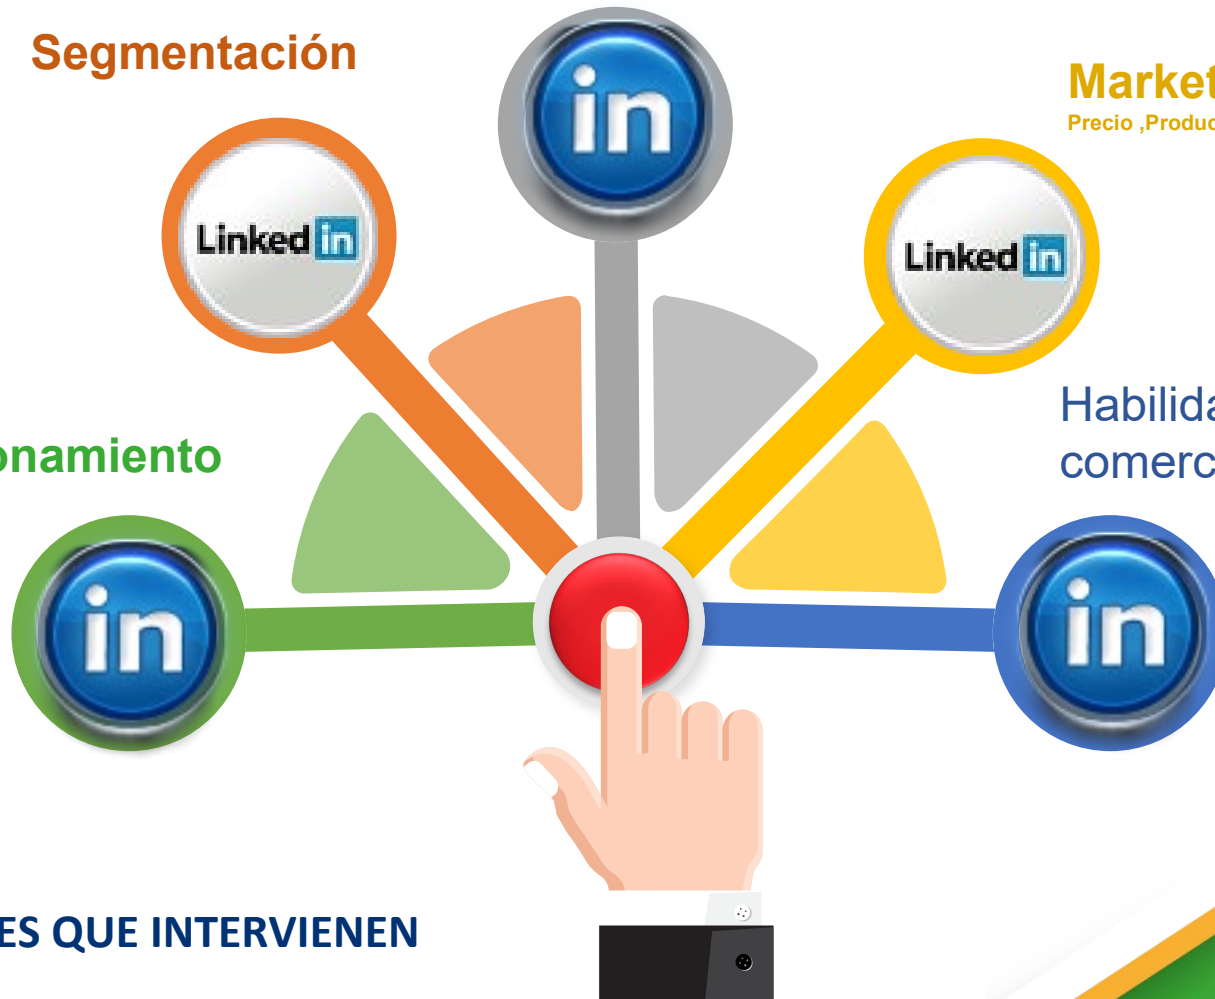 Segmentación
in
Market
Precio ,Produc
Linked in
Linked in
Habilida
comerc
onamiento
in
in
ES QUE INTERVIENEN